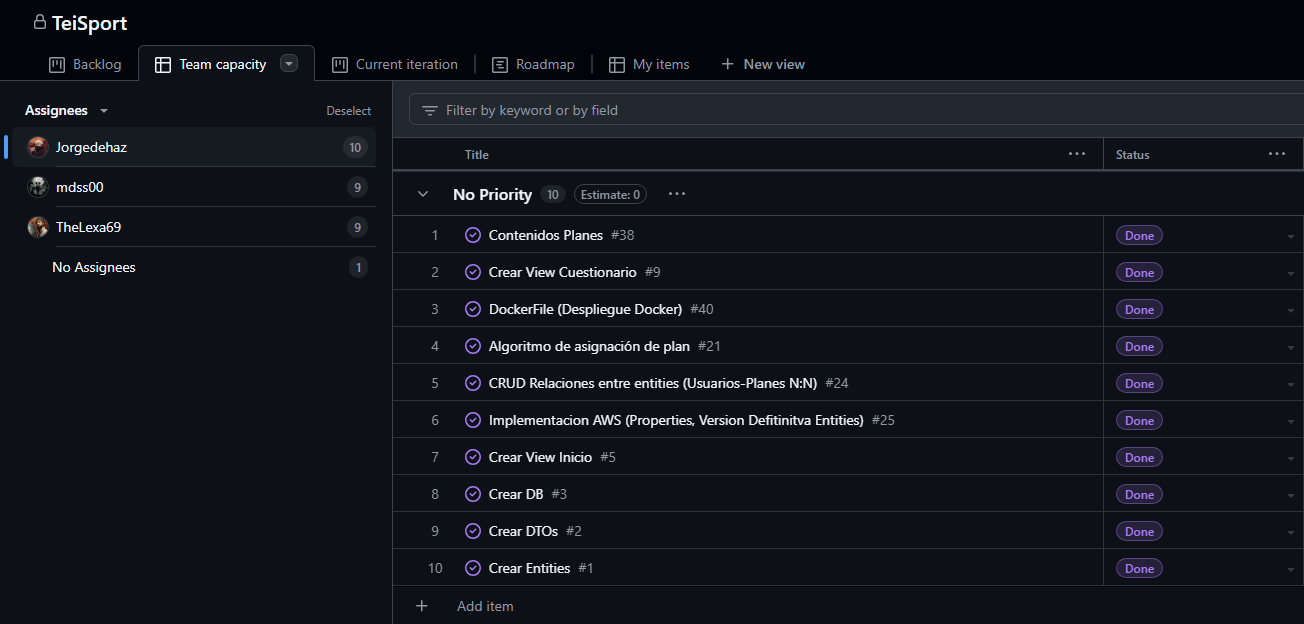 TeiSport
Backlog
Team capacity
Current iteration
Roadmap
My items
New view
Assignees
Deselect
Jorgedehaz 10
mdss00 9
TheLexa69 9
No Assignees 1
Filter by keyword or by field
Title Status
No Priority 10 Estimate: 0
1 Contenidos Planes #38 Done
2 Crear View Cuestionario #9 Done
3 DockerFile (Despliegue Docker) #40 Done
4 Algoritmo de asignación de plan #21 Done
5 CRUD Relaciones entre entities (Usuarios-Planes N:N) #24 Done
6 Implementacion AWS (Properties, Version Defitinitva Entities) #25 Done
7 Crear View Inicio #5 Done
8 Crear DB #3 Done
9 Crear DTOs #2 Done
10 Crear Entities #1 Done
Add item